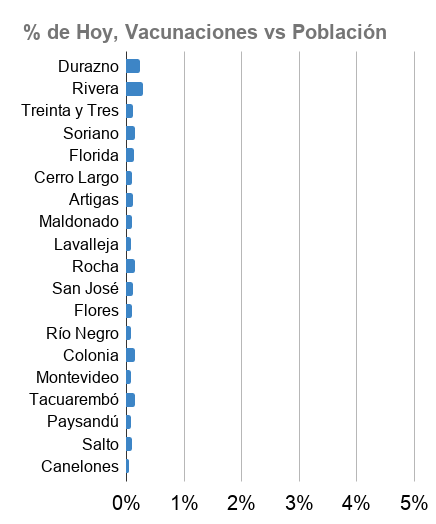 % de Hoy, Vacunaciones vs Población
Durazno
Rivera
Treinta y Tres
Soriano
Florida
Cerro Largo
Artigas
Maldonado
Lavalleja
Rocha
San José
Flores
Río Negro
Colonia
Montevideo
Tacuarembó
Paysandú
Salto
Canelones
0% 1% 2% 3% 4% 5%